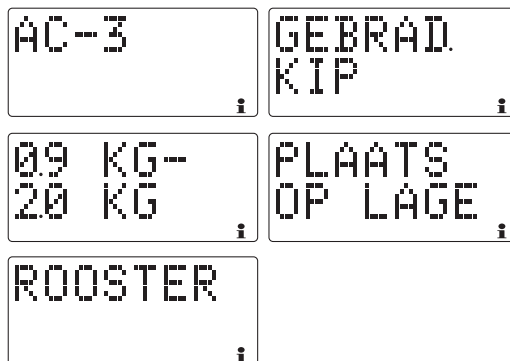 AC-3
GEBRAD.
KIP
0.9 KG-
2.0 KG
PLAATS
OP LAGE
ROOSTER